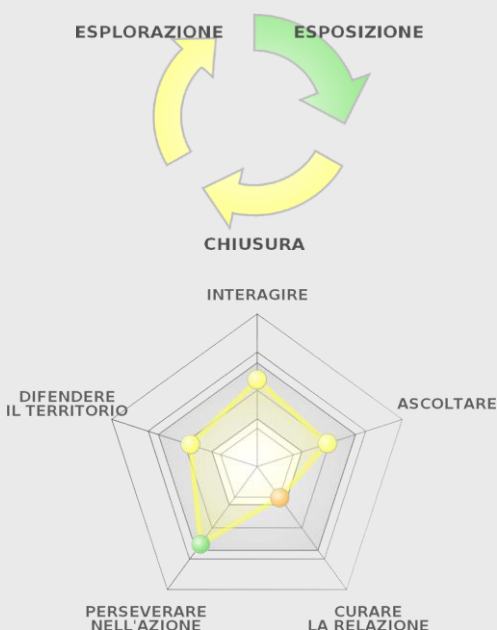 ESPLORAZIONE
ESPOSIZIONE
CHIUSURA
INTERAGIRE
DIFENDERE
IL TERRITORIO
ASCOLTARE
PERSEVERARE
NELL'AZIONE
CURARE
LA RELAZIONE